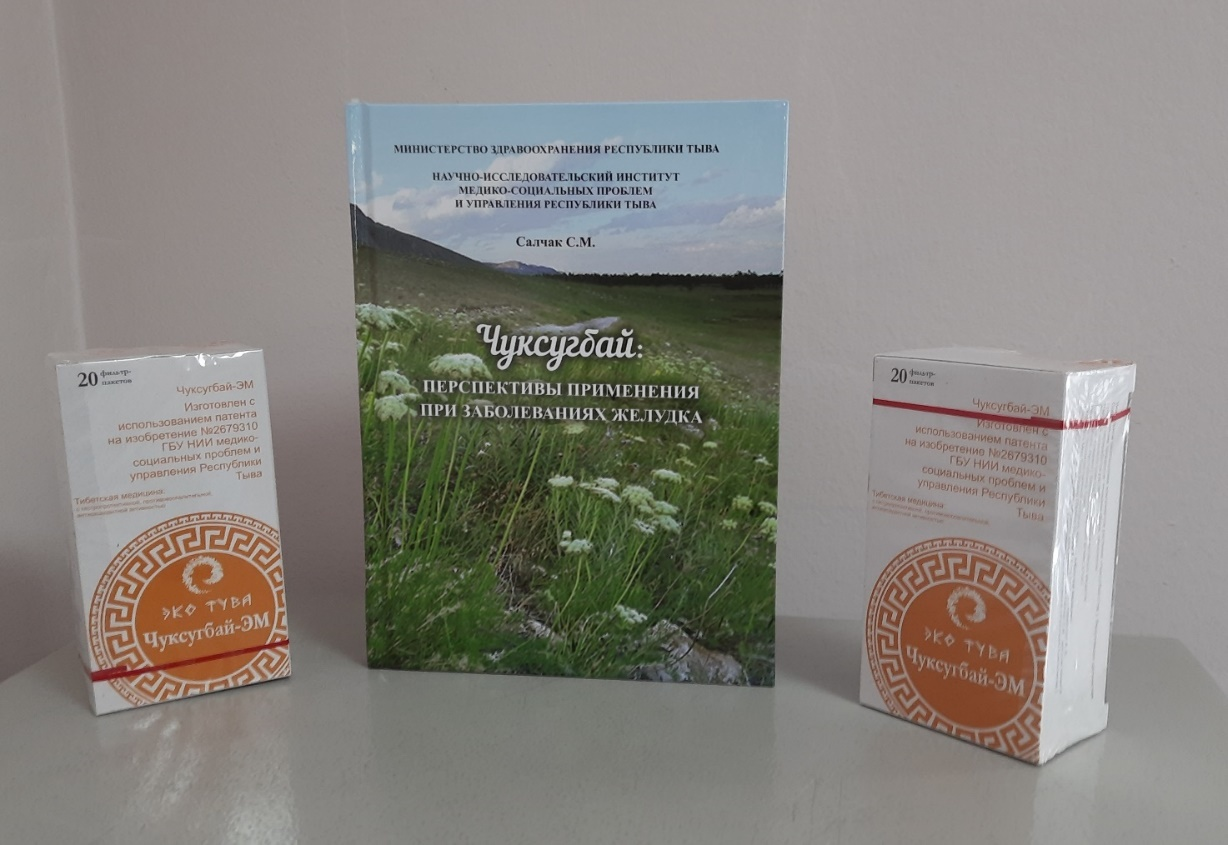 20 фильтр-
пакетов
Чуксугбай-ЭМ
Изготовлен с
использованием патента
на изобретение №2679310
ГБУ НИИ медико-
социальных проблем и
управления Республики
Тыва
Тибетская медицина:
с гастропротективной, противовоспалительной,
ЭКО ТУВА
Чуксугбай-ЭМ
МИНИСТЕРСТВО ЗДРАВООХРАНЕНИЯ РЕСПУБЛИКИ ТЫВА
НАУЧНО-ИССЛЕДОВАТЕЛЬСКИЙ ИНСТИТУТ
МЕДИКО-СОЦИАЛЬНЫХ ПРОБЛЕМ
И УПРАВЛЕНИЯ РЕСПУБЛИКИ ТЫВА
Салчак С.М.
Чуксугбай:
ПЕРСПЕКТИВЫ ПРИМЕНЕНИЯ
ПРИ ЗАБОЛЕВАНИЯХ ЖЕЛУДКА
20 фильтр-
пакетов
Чуксугбай-ЭМ
Изготовлен с
использованием патента
на изобретение №2679310
ГБУ НИИ медико-
социальных проблем и
управления Республики
Тыва
Тибетская медицина
ЭКО ТУВА
Чуксугбай-ЭМ